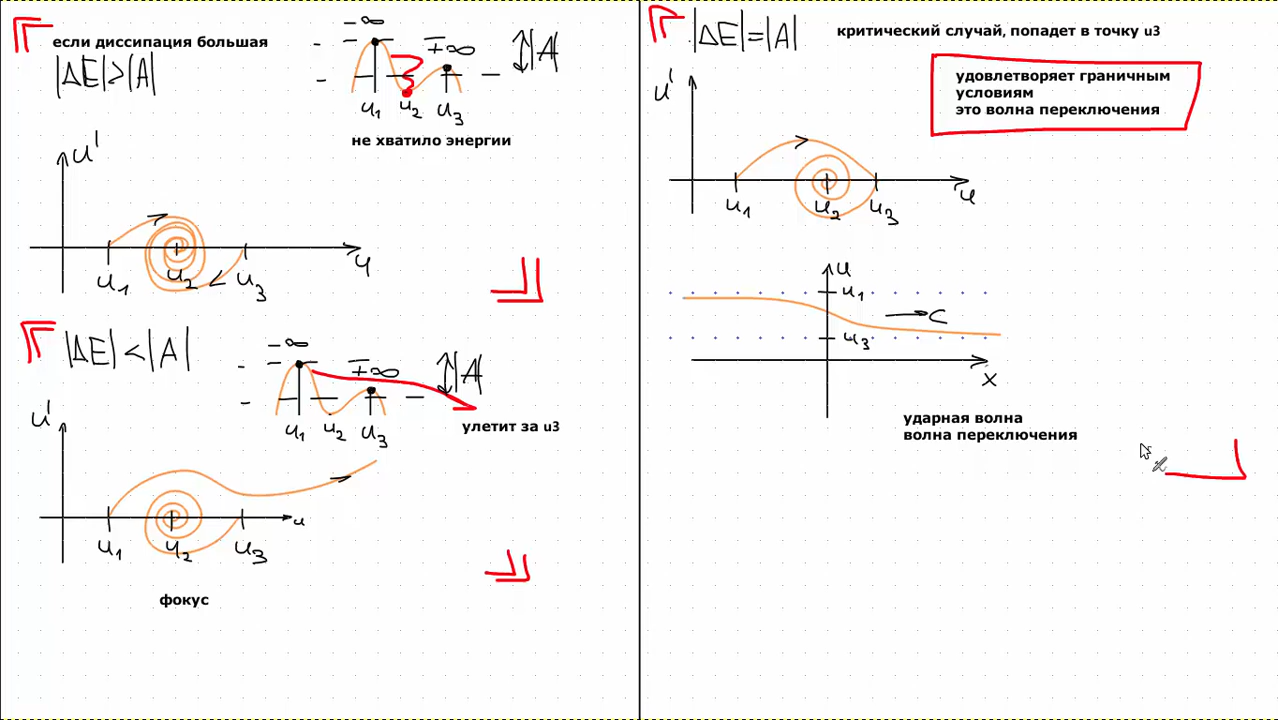 если диссипация большая
|ΔE|>|A|
-∞
∓∞
|A|
u₁ u₂ u₃
не хватило энергии
u'
u
u₁ u₂ u₃
|ΔE|<|A|
-∞
∓∞
|A|
u₁ u₂ u₃
улетит за u3
u'
u
u₁ u₂ u₃
фокус
|ΔE|=|A|
критический случай, попадет в точку u3
удовлетворяет граничным
условиям
это волна переключения
u'
u
u₁ u₂ u₃
u
u₁
c
u₃
x
ударная волна
волна переключения